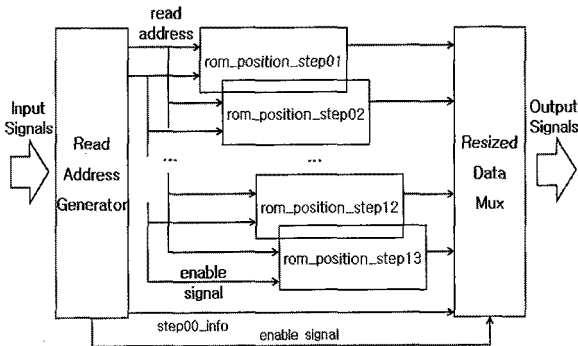 read
address
rom_position_step01
rom_position_step02
Input
Signals
Read
Address
Generator
...
...
Resized
Data
Mux
Output
Signals
rom_position_step12
rom_position_step13
enable
signal
step00_info
enable signal